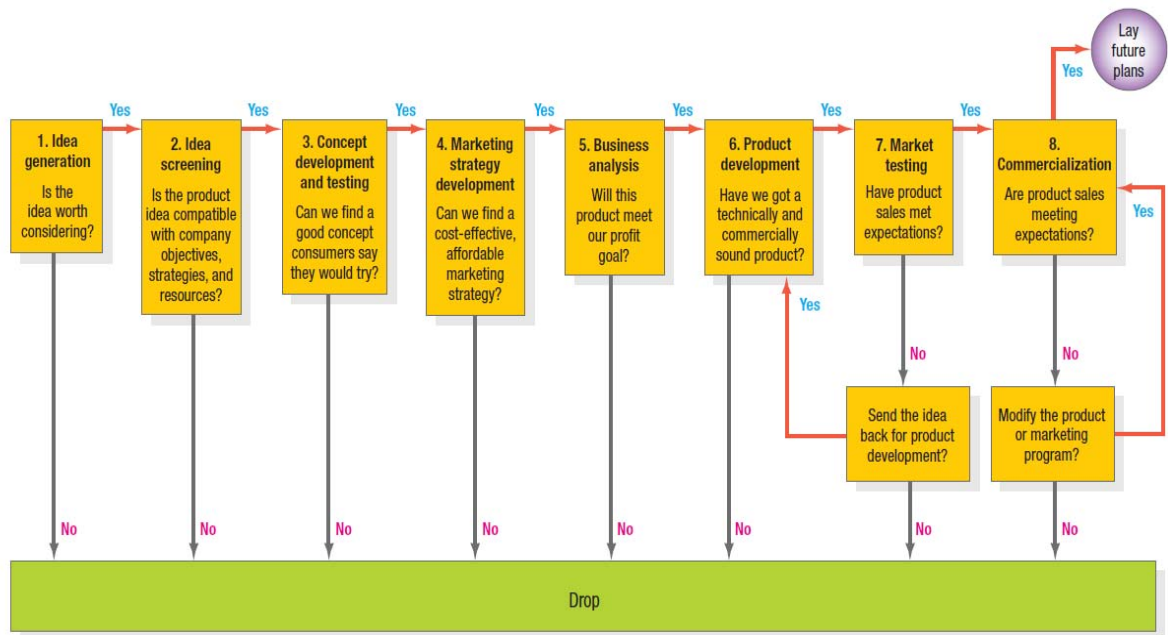 Lay
future
plans
Yes
Yes
Yes
Yes
Yes
Yes
Yes
Yes
1. Idea
generation
Is the
idea worth
considering?
2. Idea
screening
Is the product
idea compatible
with company
objectives,
strategies, and
resources?
3. Concept
development
and testing
Can we find a
good concept
consumers say
they would try?
4. Marketing
strategy
development
Can we find a
cost-effective,
affordable
marketing
strategy?
5. Business
analysis
Will this
product meet
our profit
goal?
6. Product
development
Have we got a
technically and
commercially
sound product?
7. Market
testing
Have product
sales met
expectations?
8.
Commercialization
Are product sales
meeting
expectations?
Yes
Yes
No
No
Send the idea
back for product
development?
Modify the product
or marketing
program?
No
No
No
No
No
No
No
No
Drop